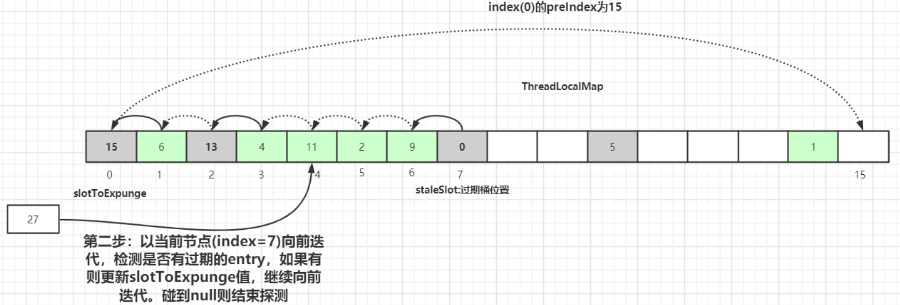 index(0)的preIndex为15
ThreadLocalMap
15 6 13 4 11 2 9 0 5 1
0 1 2 3 4 5 6 7 15
slotToExpunge
staleSlot:过期桶位置
27
第二步：以当前节点(index=7)向前迭
代，检测是否有过期的entry，如果有
则更新slotToExpunge值，继续向前
迭代。碰到null则结束探测